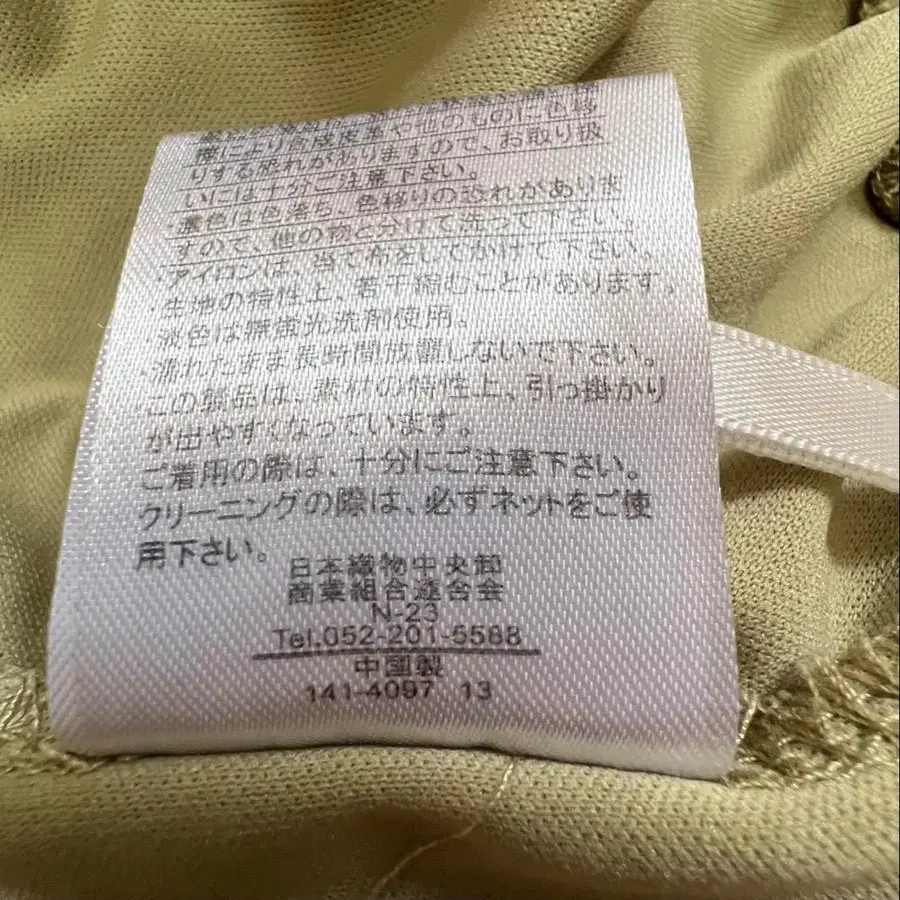 擦により合成皮革や他のものに色移
りする恐れがありますので、お取り扱
いには十分ご注意下さい。
・濃色は色落ち、色移りの恐れがありま
すので、他の物と分けて洗って下さい。
・アイロンは、当て布をしてかけて下さい。
・生地の特性上、若干縮むことがあります。
・淡色は無蛍光洗剤使用。
・濡れたまま長時間放置しないで下さい。
この製品は、素材の特性上、引っ掛かり
が出やすくなっています。
ご着用の際は、十分にご注意下さい。
クリーニングの際は、必ずネットをご使
用下さい。
日本織物中央卸
商業組合連合会
N-23
Tel.052-201-5588
中国製
141-4097 13